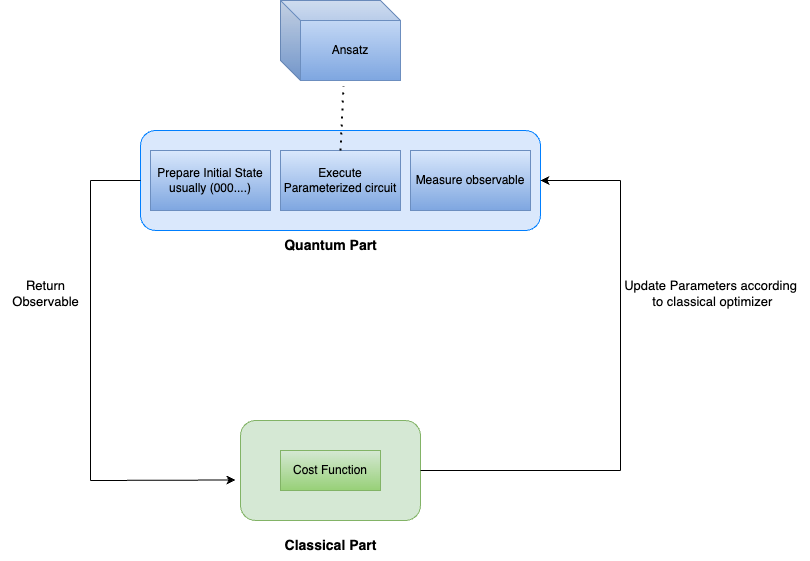 Ansatz
Prepare Initial State
usually (000....)
Execute
Parameterized circuit
Measure observable
Quantum Part
Return
Observable
Update Parameters according
to classical optimizer
Cost Function
Classical Part